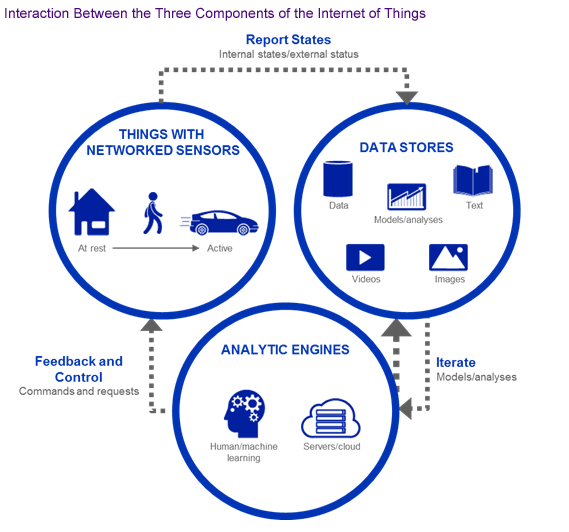 Interaction Between the Three Components of the Internet of Things
Report States
Internal states/external status
THINGS WITH
NETWORKED SENSORS
At rest
Active
DATA STORES
Data
Models/analyses
Text
Videos
Images
Feedback and
Control
Commands and requests
ANALYTIC ENGINES
Human/machine
learning
Servers/cloud
Iterate
Models/analyses